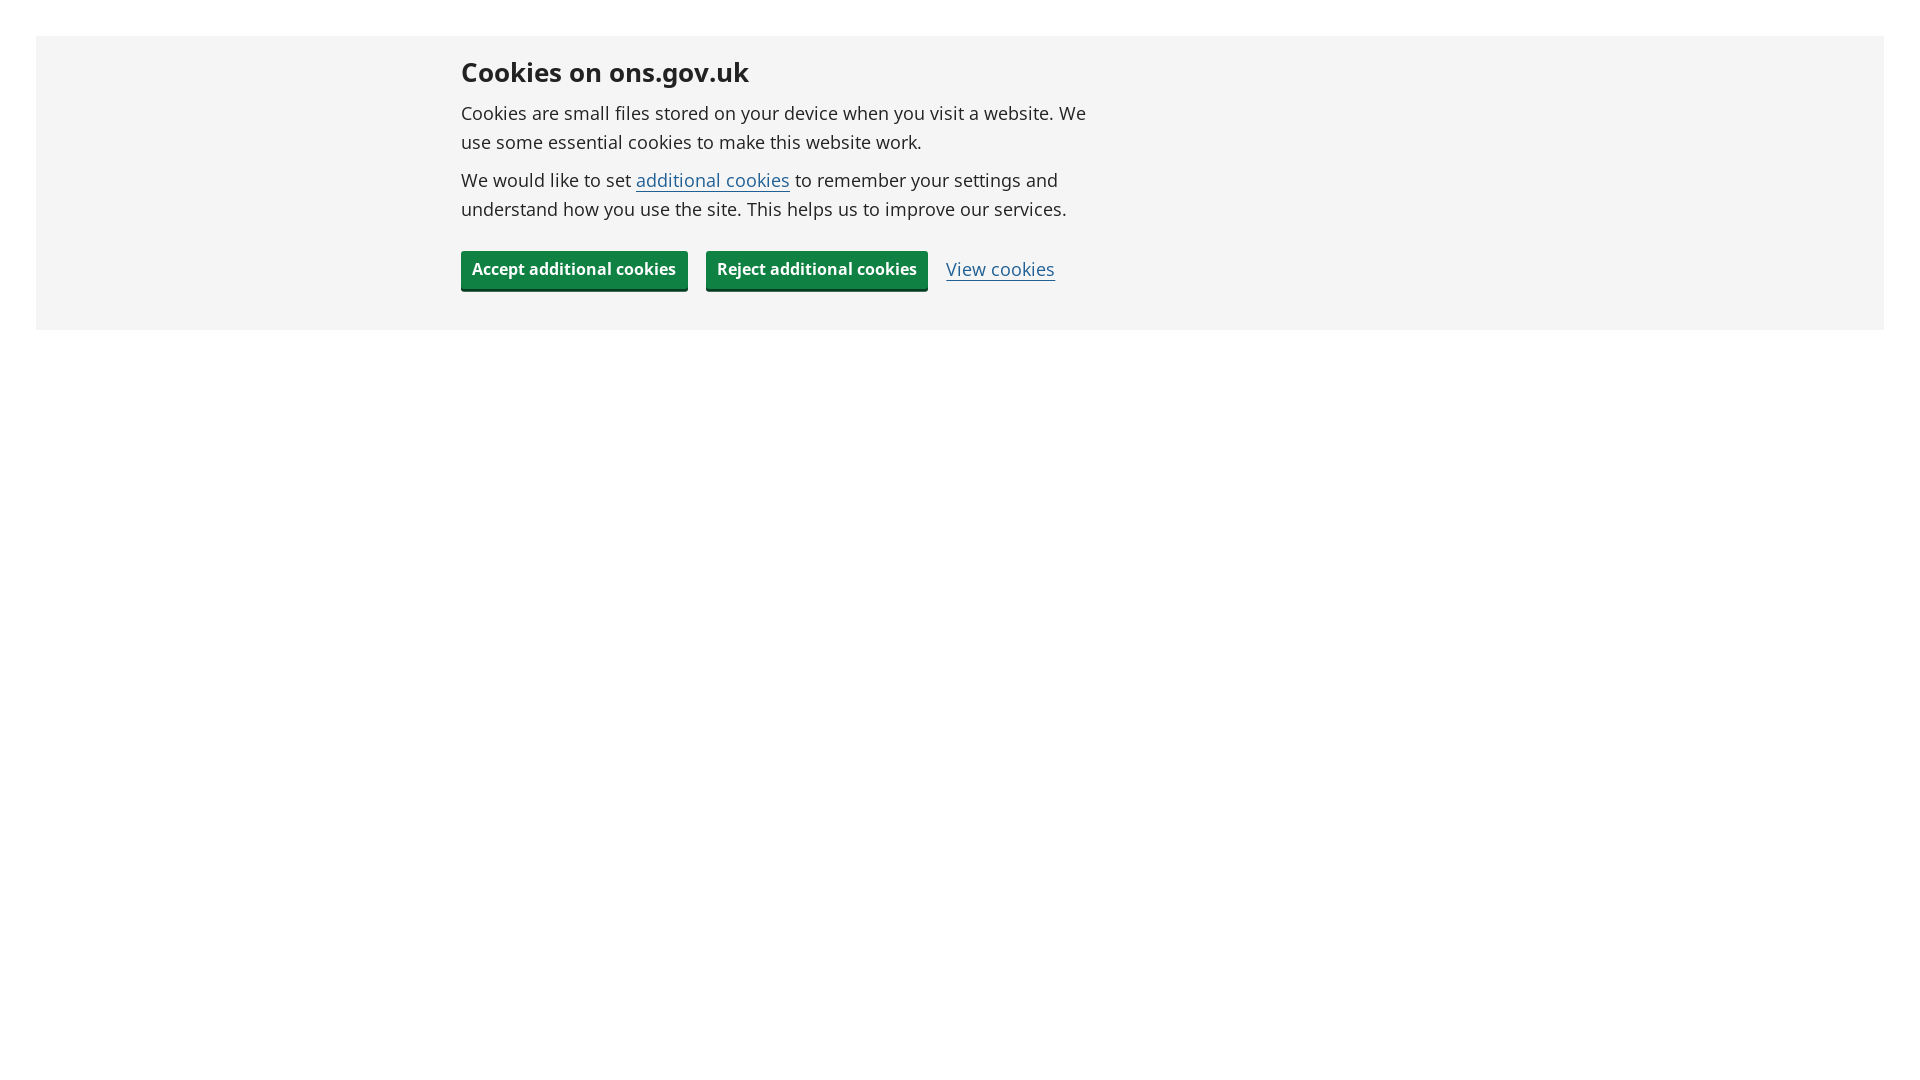 Cookies on ons.gov.uk
Cookies are small files stored on your device when you visit a website. We
use some essential cookies to make this website work.
We would like to set additional cookies to remember your settings and
understand how you use the site. This helps us to improve our services.
Accept additional cookies Reject additional cookies View cookies